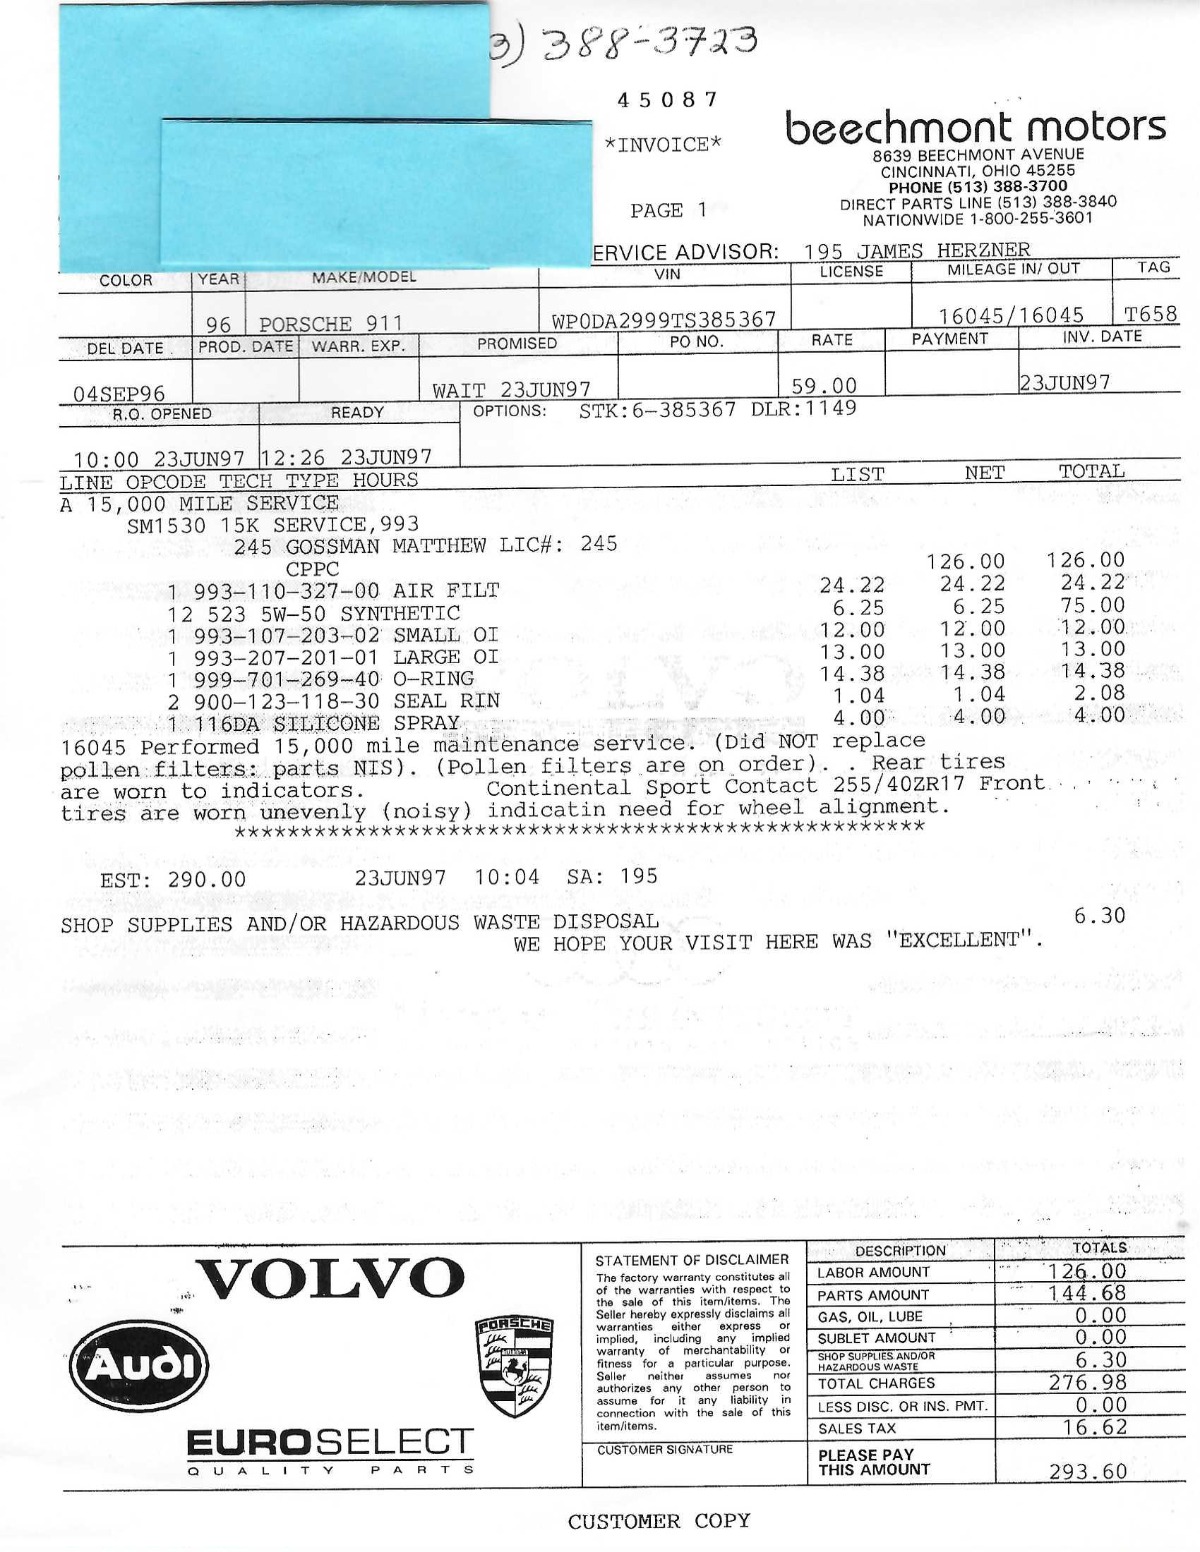 3) 388-3723
45087
*INVOICE*
beechmont motors
8639 BEECHMONT AVENUE
CINCINNATI, OHIO 45255
PHONE (513) 388-3700
DIRECT PARTS LINE (513) 388-3840
NATIONWIDE 1-800-255-3601
PAGE 1
ERVICE ADVISOR: 195 JAMES HERZNER
COLOR YEAR MAKE/MODEL VIN LICENSE MILEAGE IN/ OUT TAG
96 PORSCHE 911 WP0DA2999TS385367 16045/16045 T658
DEL DATE PROD. DATE WARR. EXP. PROMISED PO NO. RATE PAYMENT INV. DATE
04SEP96 WAIT 23JUN97 59.00 23JUN97
R.O. OPENED READY OPTIONS: STK:6-385367 DLR:1149
10:00 23JUN97 12:26 23JUN97
LINE OPCODE TECH TYPE HOURS LIST NET TOTAL
A 15,000 MILE SERVICE
SM1530 15K SERVICE,993
245 GOSSMAN MATTHEW LIC#: 245
CPPC 126.00 126.00
1 993-110-327-00 AIR FILT 24.22 24.22 24.22
12 523 5W-50 SYNTHETIC 6.25 6.25 75.00
1 993-107-203-02 SMALL OI 12.00 12.00 12.00
1 993-207-201-01 LARGE OI 13.00 13.00 13.00
1 999-701-269-40 O-RING 14.38 14.38 14.38
2 900-123-118-30 SEAL RIN 1.04 1.04 2.08
1 116DA SILICONE SPRAY 4.00 4.00 4.00
16045 Performed 15,000 mile maintenance service. (Did NOT replace
pollen filters: parts NIS). (Pollen filters are on order). . Rear tires
are worn to indicators. Continental Sport Contact 255/40ZR17 Front
tires are worn unevenly (noisy) indicatin need for wheel alignment.
****************************************************
EST: 290.00 23JUN97 10:04 SA: 195
SHOP SUPPLIES AND/OR HAZARDOUS WASTE DISPOSAL 6.30
WE HOPE YOUR VISIT HERE WAS "EXCELLENT".
VOLVO
Audi
PORSCHE
EUROSELECT
QUALITY PARTS
STATEMENT OF DISCLAIMER
The factory warranty constitutes all
of the warranties with respect to
the sale of this item/items. The
Seller hereby expressly disclaims all
warranties either express or
implied, including any implied
warranty of merchantability or
fitness for a particular purpose.
Seller neither assumes nor
authorizes any other person to
assume for it any liability in
connection with the sale of this
item/items.
CUSTOMER SIGNATURE
DESCRIPTION TOTALS
LABOR AMOUNT 126.00
PARTS AMOUNT 144.68
GAS, OIL, LUBE 0.00
SUBLET AMOUNT 0.00
SHOP SUPPLIES AND/OR
HAZARDOUS WASTE 6.30
TOTAL CHARGES 276.98
LESS DISC. OR INS. PMT. 0.00
SALES TAX 16.62
PLEASE PAY
THIS AMOUNT 293.60
CUSTOMER COPY